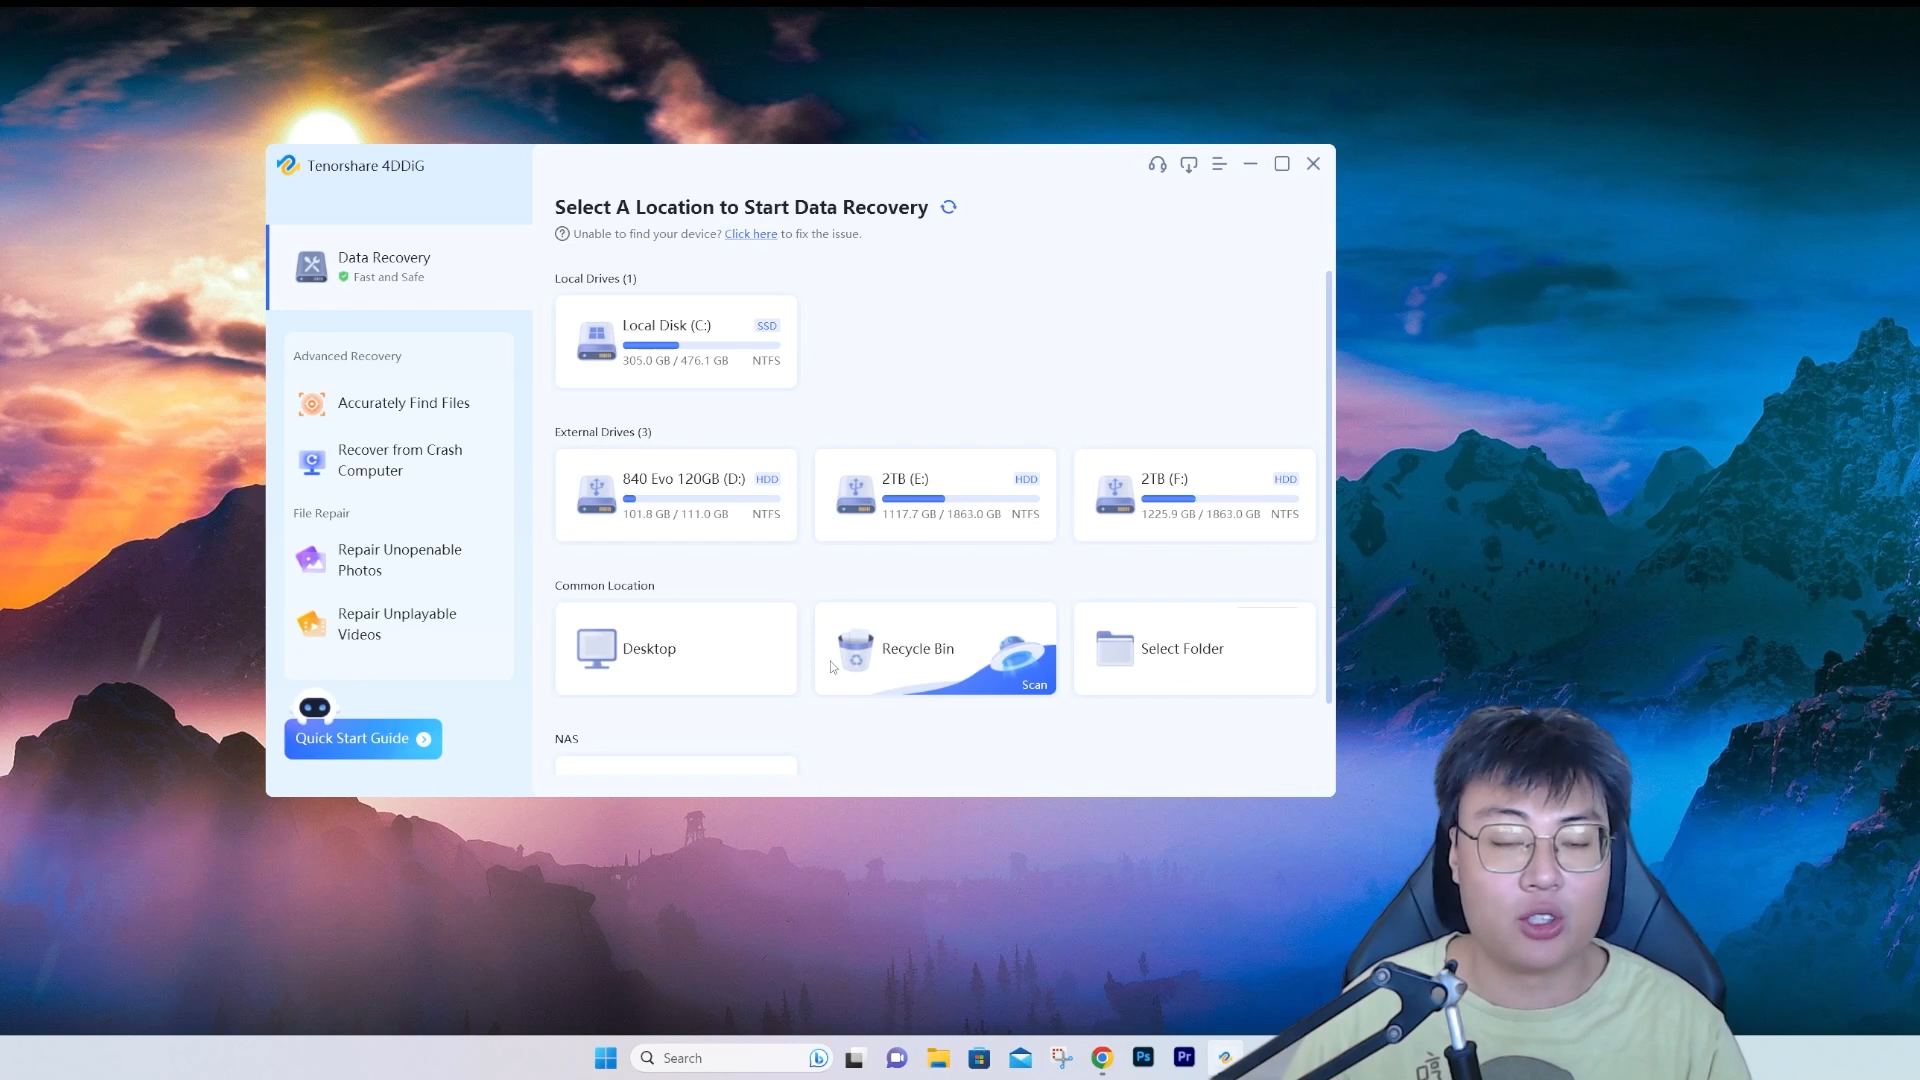 Tenorshare 4DDiG
Select A Location to Start Data Recovery
Unable to find your device? Click here to fix the issue.
Data Recovery
Fast and Safe
Advanced Recovery
Accurately Find Files
Recover from Crash
Computer
File Repair
Repair Unopenable
Photos
Repair Unplayable
Videos
Quick Start Guide
Local Drives (1)
Local Disk (C:) SSD
305.0 GB / 476.1 GB NTFS
External Drives (3)
840 Evo 120GB (D:) HDD
101.8 GB / 111.0 GB NTFS
2TB (E:) HDD
1117.7 GB / 1863.0 GB NTFS
2TB (F:) HDD
1225.9 GB / 1863.0 GB NTFS
Common Location
Desktop
Recycle Bin
Scan
Select Folder
NAS
Search
Ps
Pr